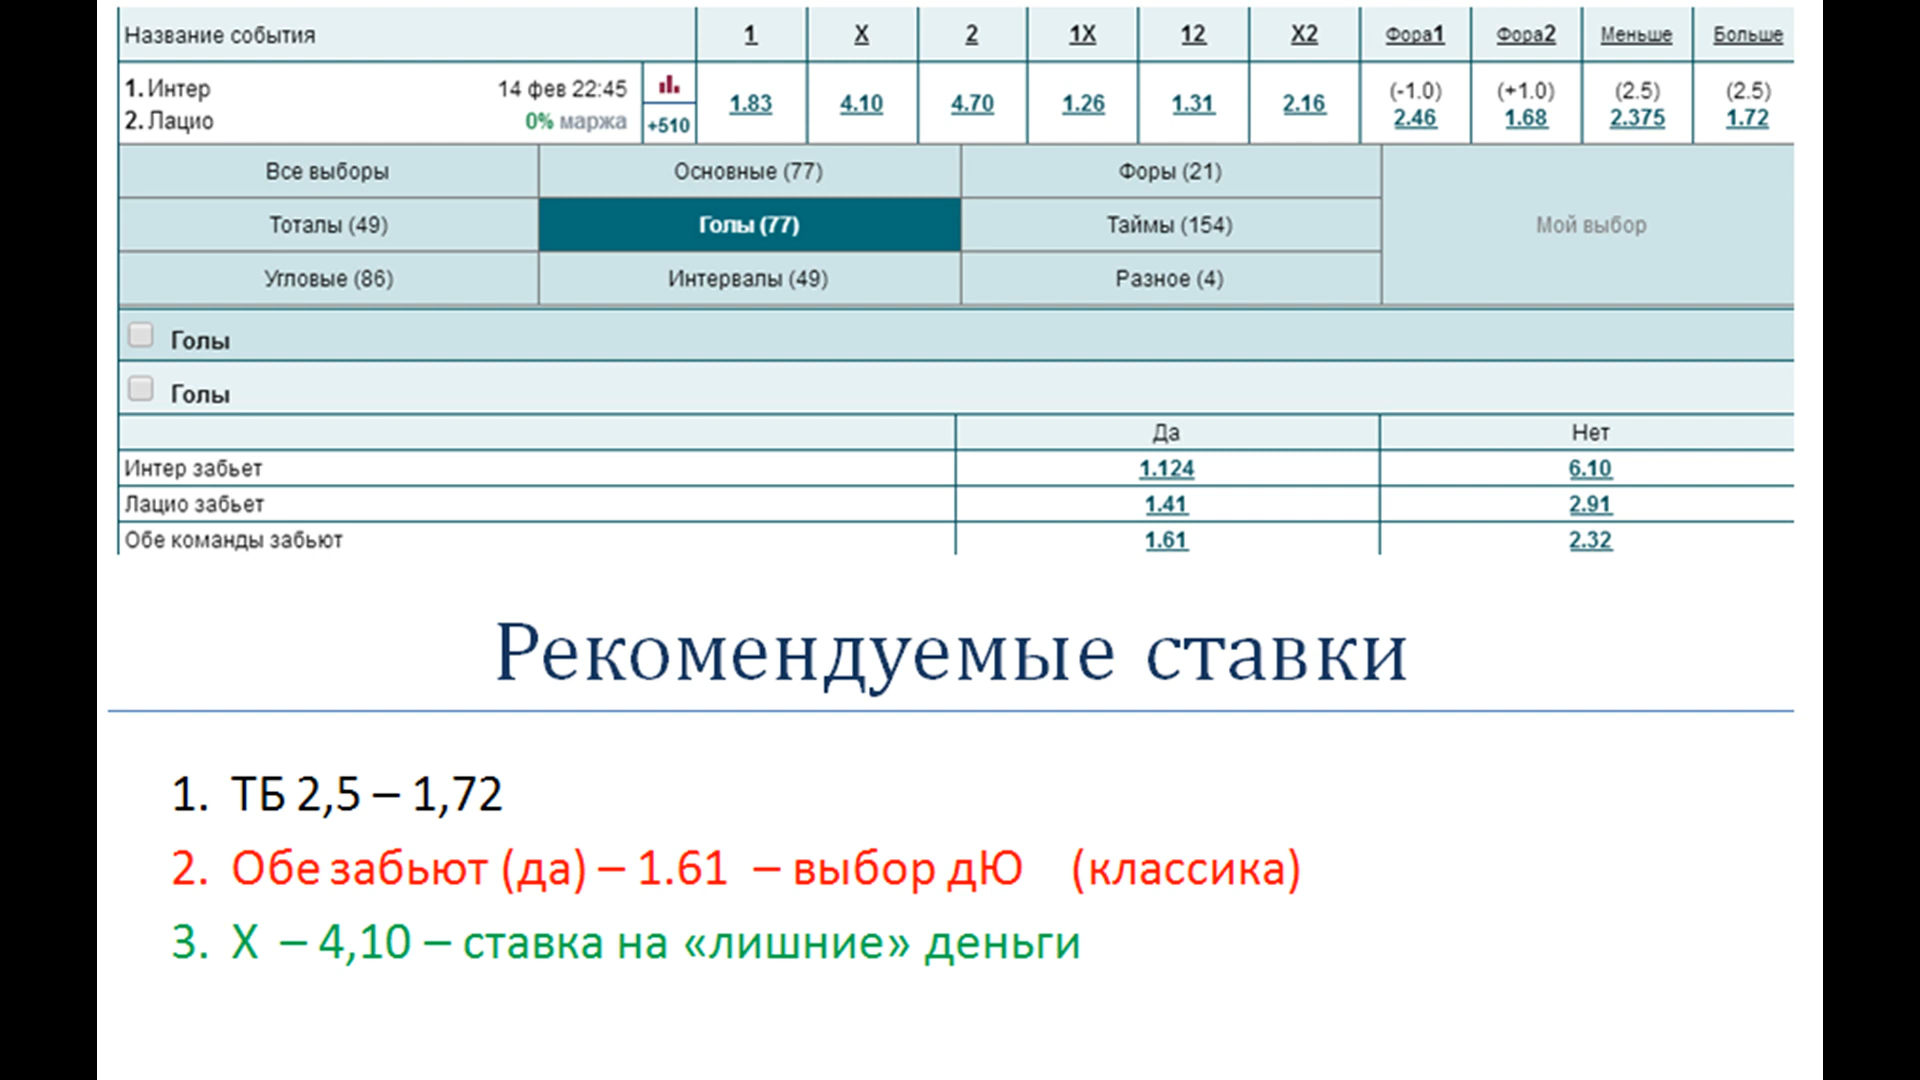 Название события 1 X 2 1X 12 X2 Фора1 Фора2 Меньше Больше
1. Интер 14 фев 22:45 1.83 4.10 4.70 1.26 1.31 2.16 (-1.0) (+1.0) (2.5) (2.5)
2. Лацио 0% маржа +510 2.46 1.68 2.375 1.72
Все выборы Основные (77) Форы (21)
Тоталы (49) Голы (77) Таймы (154) Мой выбор
Угловые (86) Интервалы (49) Разное (4)
Голы
Голы
Да Нет
Интер забьет 1.124 6.10
Лацио забьет 1.41 2.91
Обе команды забьют 1.61 2.32
Рекомендуемые ставки
1. ТБ 2,5 – 1,72
2. Обе забьют (да) – 1.61 – выбор дЮ (классика)
3. Х – 4,10 – ставка на «лишние» деньги